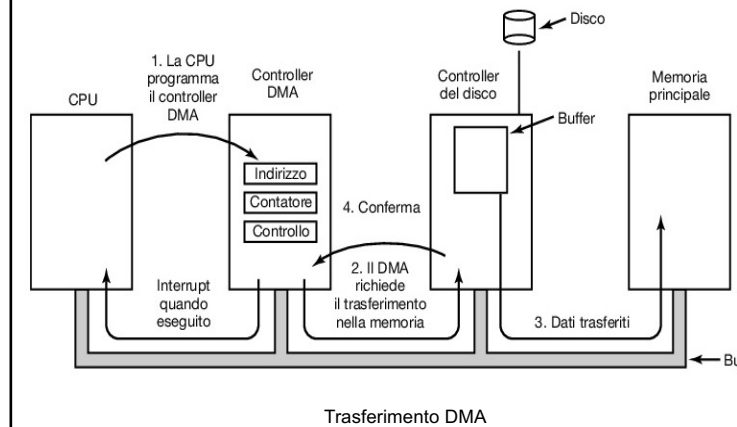 Disco
1. La CPU
programma
il controller
DMA
CPU
Controller
DMA
Controller
del disco
Memoria
principale
Buffer
Indirizzo
Contatore
Controllo
4. Conferma
Interrupt
quando
eseguito
2. Il DMA
richiede
il trasferimento
nella memoria
3. Dati trasferiti
Bu
Trasferimento DMA